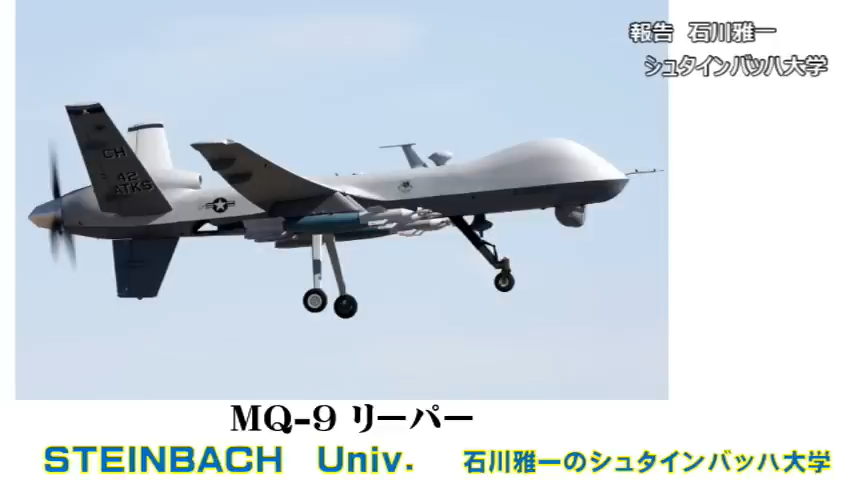 報告 石川雅一
シュタインバッハ大学
CH
42
ATKS
MQ-9 リーパー
STEINBACH Univ. 石川雅一のシュタインバッハ大学